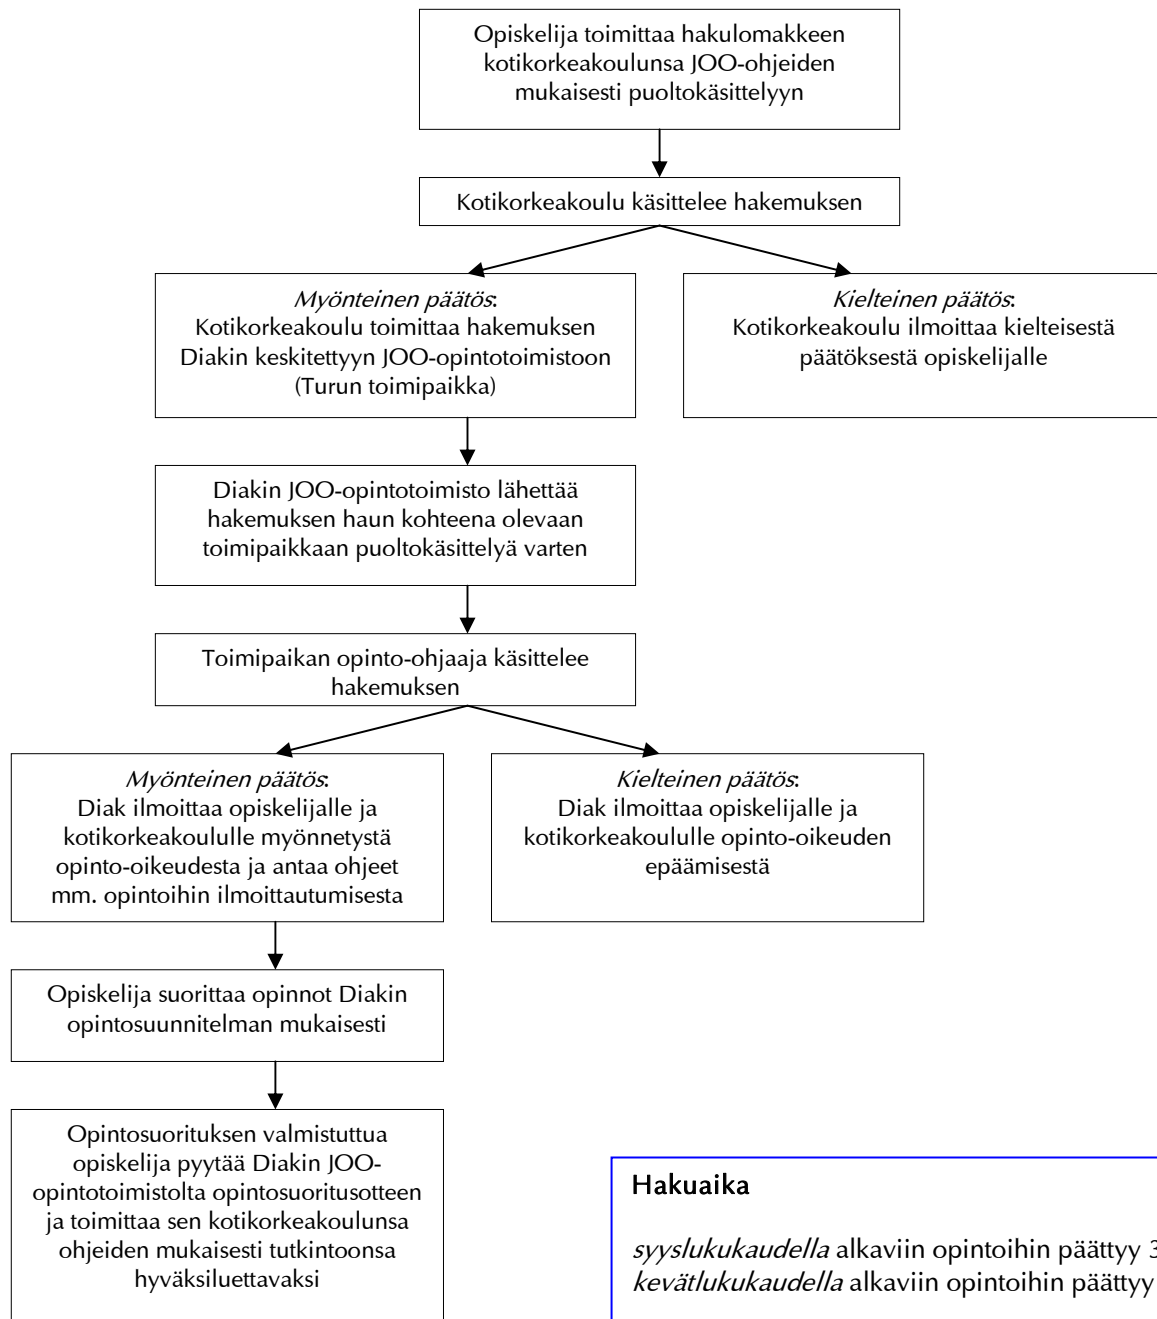 Opiskelija toimittaa hakulomakkeen
kotikorkeakoulunsa JOO-ohjeiden
mukaisesti puoltokäsittelyyn
Kotikorkeakoulu käsittelee hakemuksen
Myönteinen päätös:
Kotikorkeakoulu toimittaa hakemuksen
Diakin keskitettyyn JOO-opintotoimistoon
(Turun toimipaikka)
Kielteinen päätös:
Kotikorkeakoulu ilmoittaa kielteisestä
päätöksestä opiskelijalle
Diakin JOO-opintotoimisto lähettää
hakemuksen haun kohteena olevaan
toimipaikkaan puoltokäsittelyä varten
Toimipaikan opinto-ohjaaja käsittelee
hakemuksen
Myönteinen päätös:
Diak ilmoittaa opiskelijalle ja
kotikorkeakoululle myönnetystä
opinto-oikeudesta ja antaa ohjeet
mm. opintoihin ilmoittautumisesta
Kielteinen päätös:
Diak ilmoittaa opiskelijalle ja
kotikorkeakoululle opinto-oikeuden
epäämisestä
Opiskelija suorittaa opinnot Diakin
opintosuunnitelman mukaisesti
Opintosuorituksen valmistuttua
opiskelija pyytää Diakin JOO-
opintotoimistolta opintosuoritusotteen
ja toimittaa sen kotikorkeakoulunsa
ohjeiden mukaisesti tutkintoonsa
hyväksiluettavaksi
Hakuaika
syyslukukaudella alkaviin opintoihin päättyy
kevätlukukaudella alkaviin opintoihin päättyy